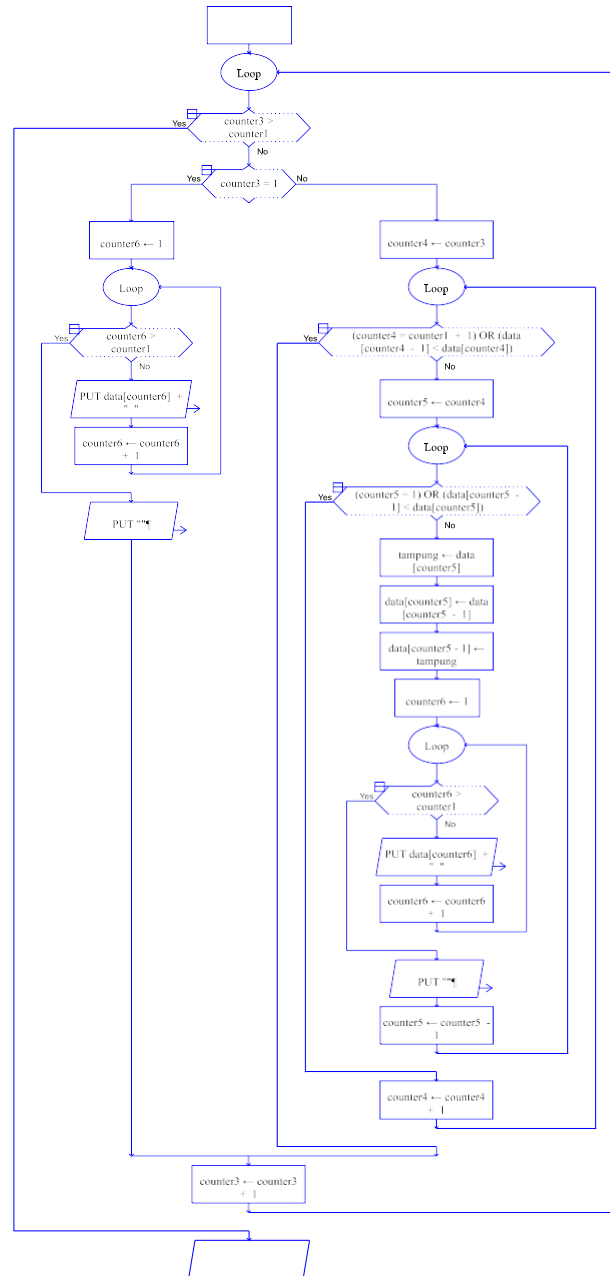 Loop
counter3 >
counter1
Yes
No
counter3 = 1
Yes
No
counter6 ← 1
Loop
counter6 >
counter1
Yes
No
PUT data[counter6] +
" "
counter6 ← counter6
+ 1
PUT ""¶
counter4 ← counter3
Loop
(counter4 = counter1 + 1) OR (data
[counter4 - 1] < data[counter4])
Yes
No
counter5 ← counter4
Loop
(counter5 = 1) OR (data[counter5 -
1] < data[counter5])
Yes
No
tampung ← data
[counter5]
data[counter5] ← data
[counter5 - 1]
data[counter5 - 1] ←
tampung
counter6 ← 1
Loop
counter6 >
counter1
Yes
No
PUT data[counter6] +
" "
counter6 ← counter6
+ 1
PUT ""¶
counter5 ← counter5 -
1
counter4 ← counter4
+ 1
counter3 ← counter3
+ 1